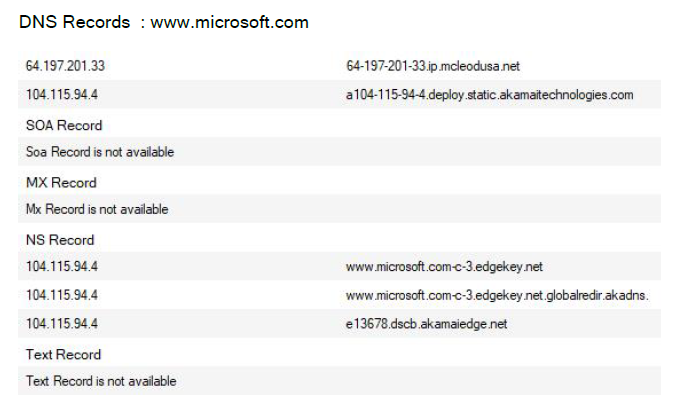 DNS Records : www.microsoft.com
64.197.201.33 64-197-201-33.ip.mcleodusa.net
104.115.94.4 a104-115-94-4.deploy.static.akamaitechnologies.com
SOA Record
Soa Record is not available
MX Record
Mx Record is not available
NS Record
104.115.94.4 www.microsoft.com-c-3.edgekey.net
104.115.94.4 www.microsoft.com-c-3.edgekey.net.globalredir.akadns.
104.115.94.4 e13678.dscb.akamaiedge.net
Text Record
Text Record is not available